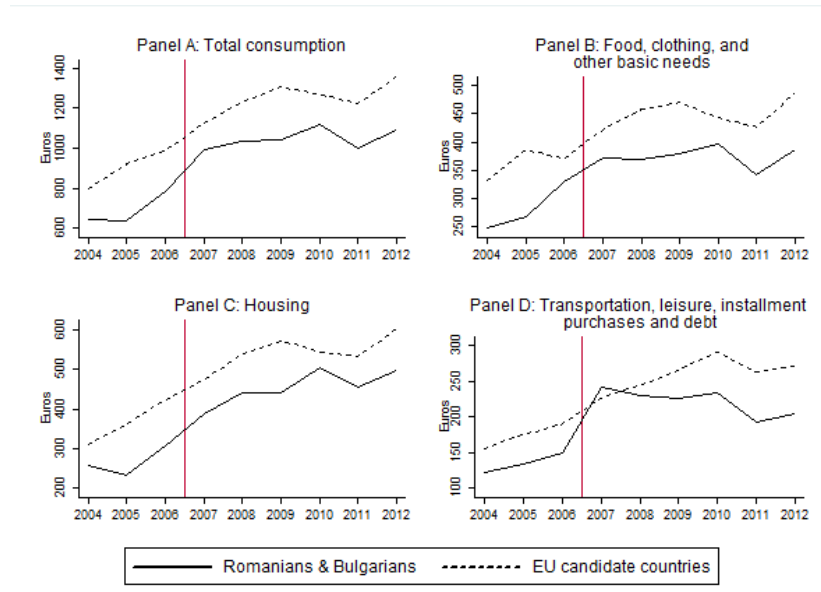 Panel A: Total consumption
Euros
1400
1200
1000
800
600
2004 2005 2006 2007 2008 2009 2010 2011 2012
Panel B: Food, clothing, and
other basic needs
Euros
500
450
400
350
300
250
2004 2005 2006 2007 2008 2009 2010 2011 2012
Panel C: Housing
Euros
600
500
400
300
200
2004 2005 2006 2007 2008 2009 2010 2011 2012
Panel D: Transportation, leisure, installment
purchases and debt
Euros
300
250
200
150
100
2004 2005 2006 2007 2008 2009 2010 2011 2012
Romanians & Bulgarians EU candidate countries